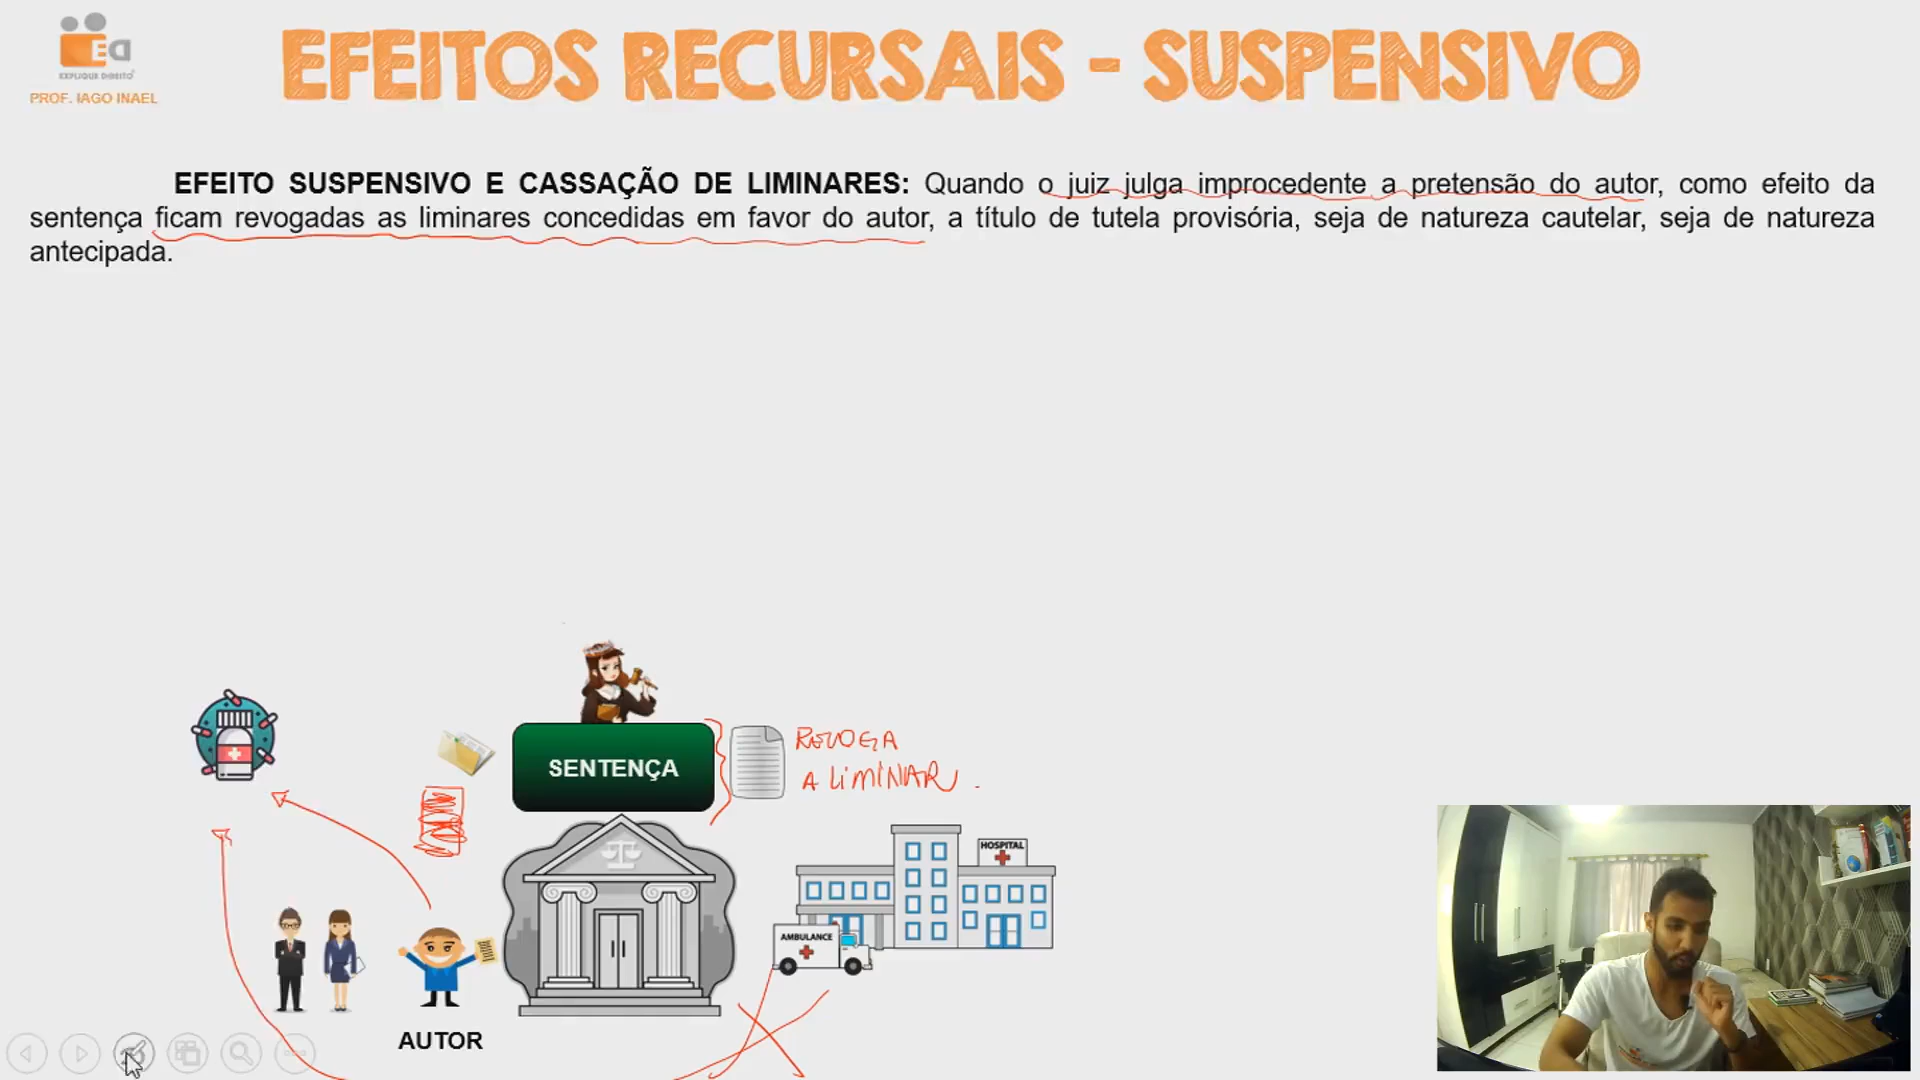 ED
EXPLIQUE DIREITO
PROF. IAGO INAEL
EFEITOS RECURSAIS - SUSPENSIVO
EFEITO SUSPENSIVO E CASSAÇÃO DE LIMINARES: Quando o juiz julga improcedente a pretensão do autor, como efeito da
sentença ficam revogadas as liminares concedidas em favor do autor, a título de tutela provisória, seja de natureza cautelar, seja de natureza
antecipada.
SENTENÇA
REVOGA
A LIMINAR.
HOSPITAL
AMBULANCE
AUTOR